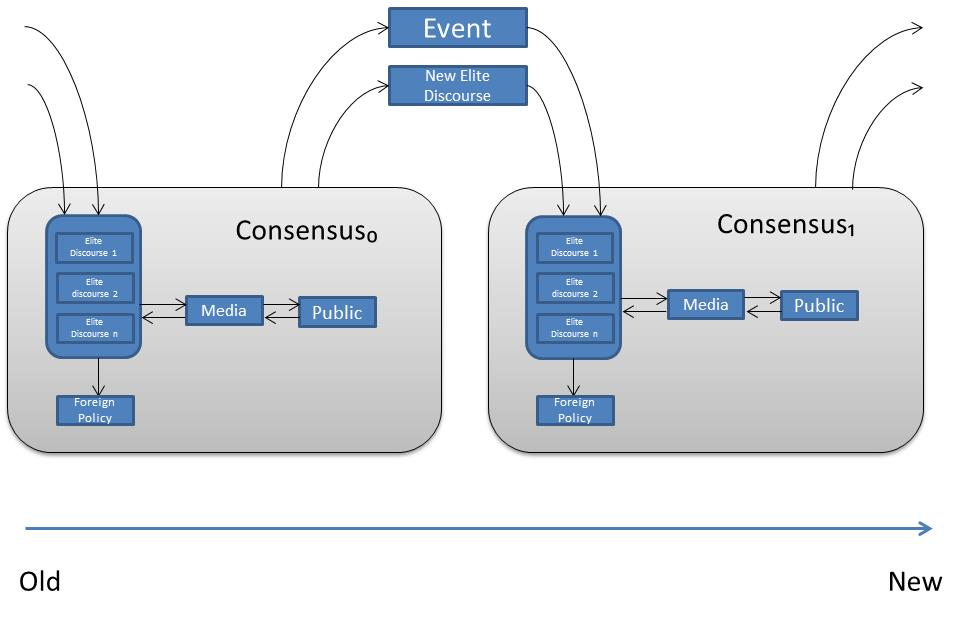 Event
New Elite
Discourse
Consensus₀
Elite
Discourse 1
Elite
discourse 2
Elite
Discourse n
Media
Public
Foreign
Policy
Consensus₁
Elite
Discourse 1
Elite
discourse 2
Elite
Discourse n
Media
Public
Foreign
Policy
Old
New